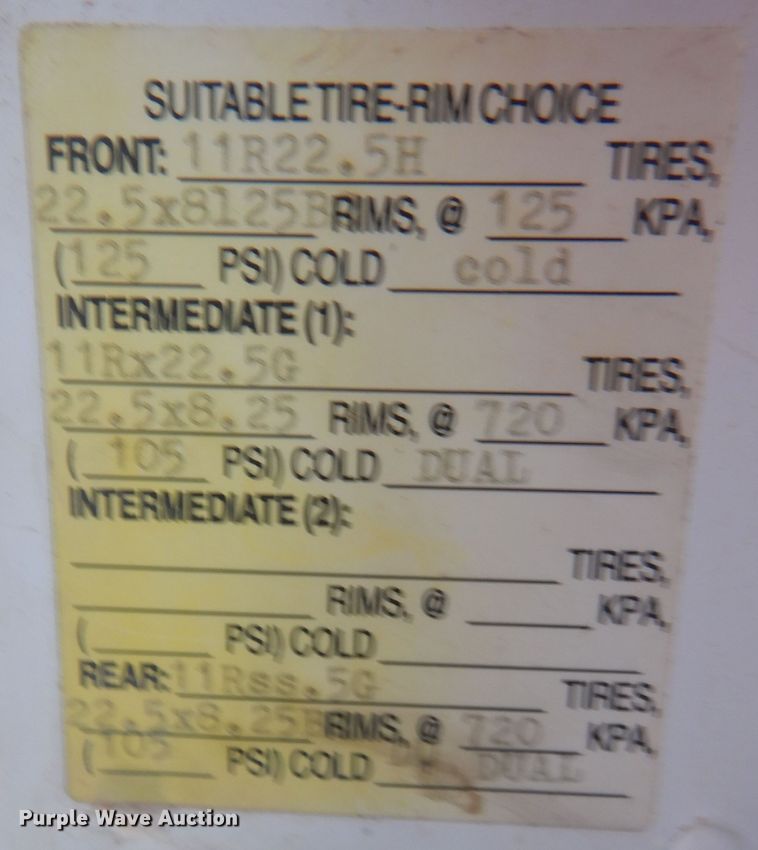 SUITABLE TIRE-RIM CHOICE
FRONT: 11R22.5H TIRES,
22.5x8125B RIMS, @ 125 KPA,
(125 PSI) COLD cold
INTERMEDIATE (1):
11Rx22.5G TIRES,
22.5x8.25 RIMS, @ 720 KPA,
(105 PSI) COLD DUAL
INTERMEDIATE (2):
TIRES,
RIMS, @ KPA,
( PSI) COLD
REAR: 11Rss.5G TIRES,
22.5x8.25B RIMS, @ 720 KPA,
(105 PSI) COLD DUAL
Purple Wave Auction